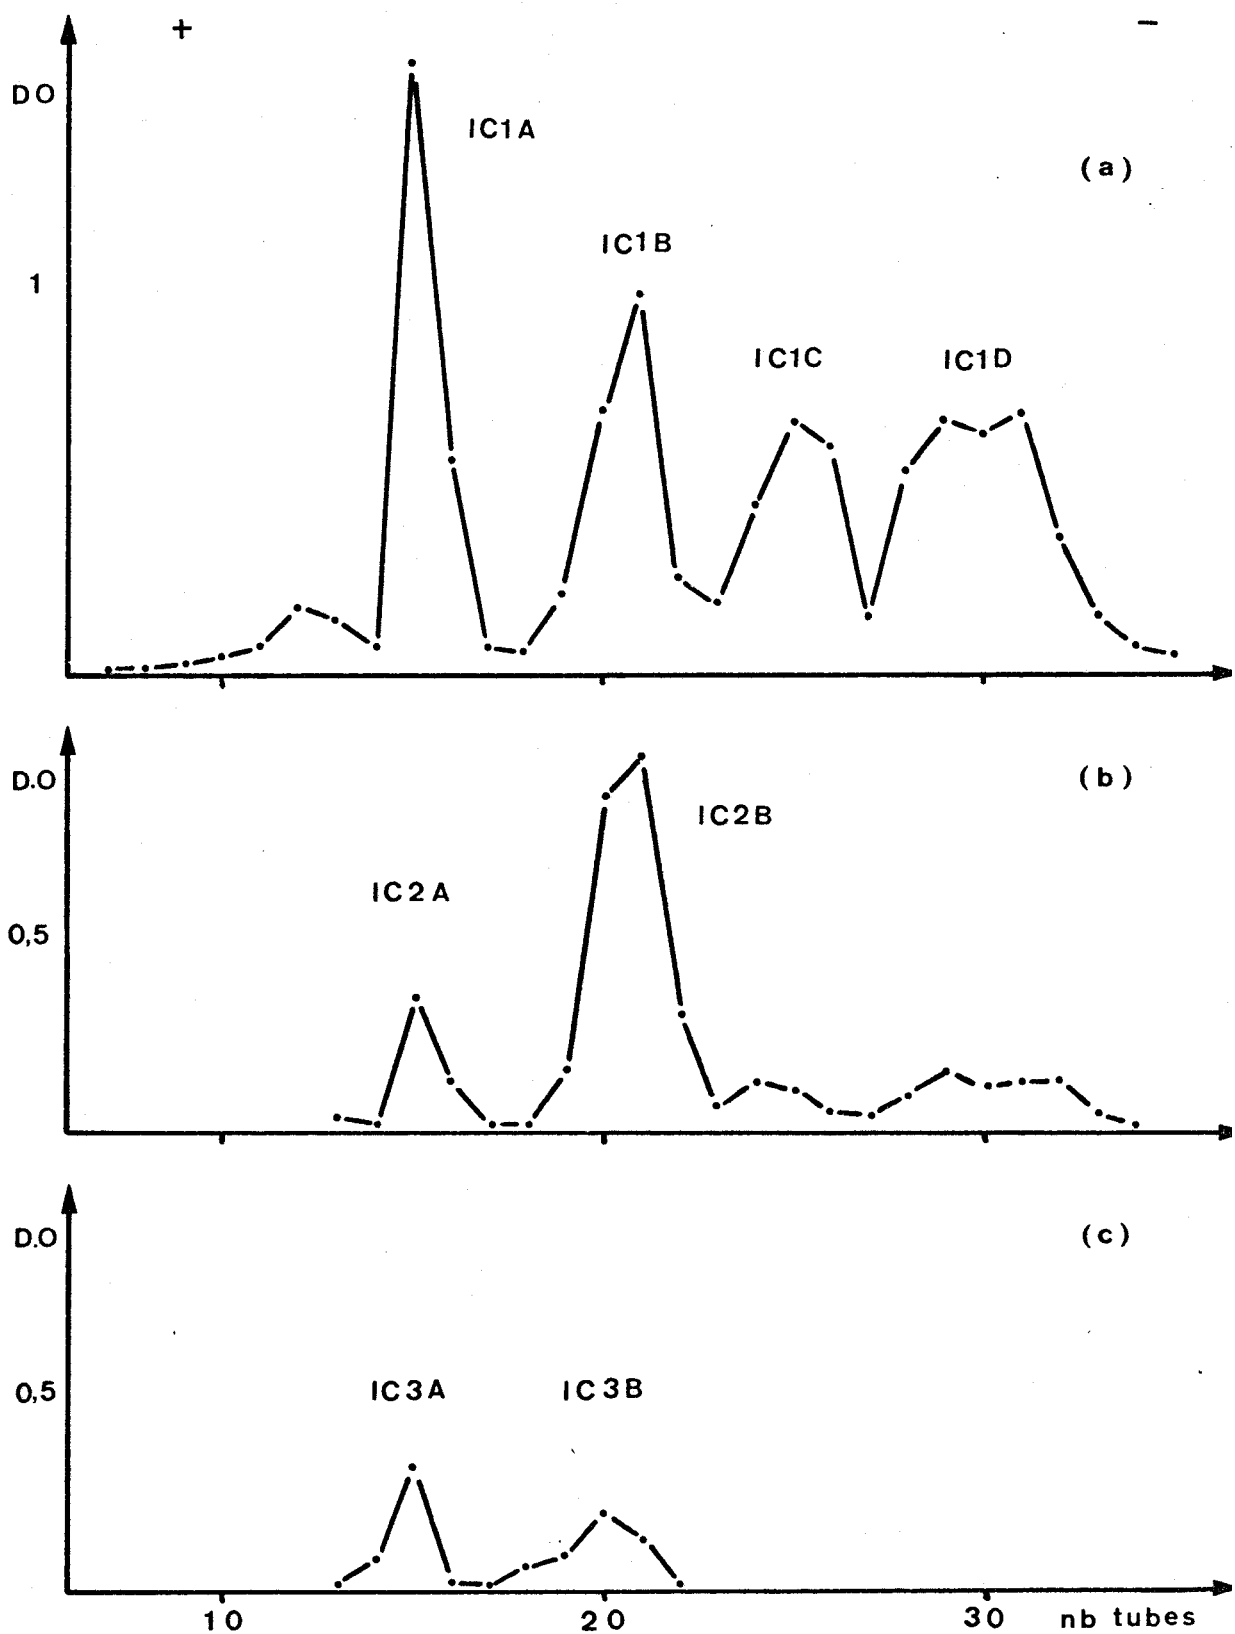 + −
DO
IC1A
(a)
IC1B
1
IC1C IC1D
D.O (b)
IC2B
IC2A
0,5
D.O (c)
0,5 IC3A IC3B
10 20 30 nb tubes